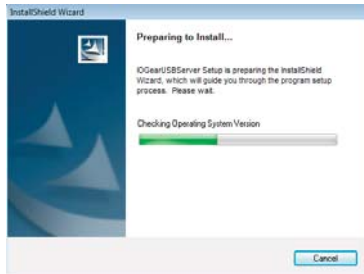 InstallShield Wizard
Preparing to Install...
IOGearUSBServer Setup is preparing the InstallShield
Wizard, which will guide you through the program setup
process. Please wait.
Checking Operating System Version
Cancel